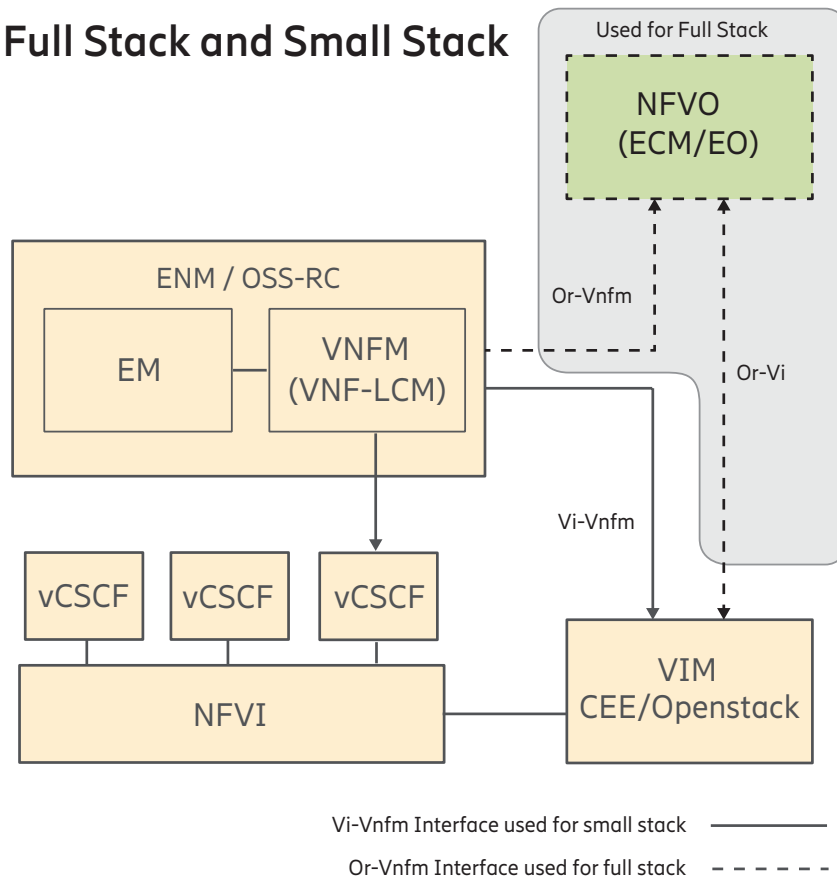 Full Stack and Small Stack
Used for Full Stack
NFVO
(ECM/EO)
ENM / OSS-RC
EM
VNFM
(VNF-LCM)
Or-Vnfm
Or-Vi
Vi-Vnfm
vCSCF
vCSCF
vCSCF
NFVI
VIM
CEE/Openstack
Vi-Vnfm Interface used for small stack
Or-Vnfm Interface used for full stack